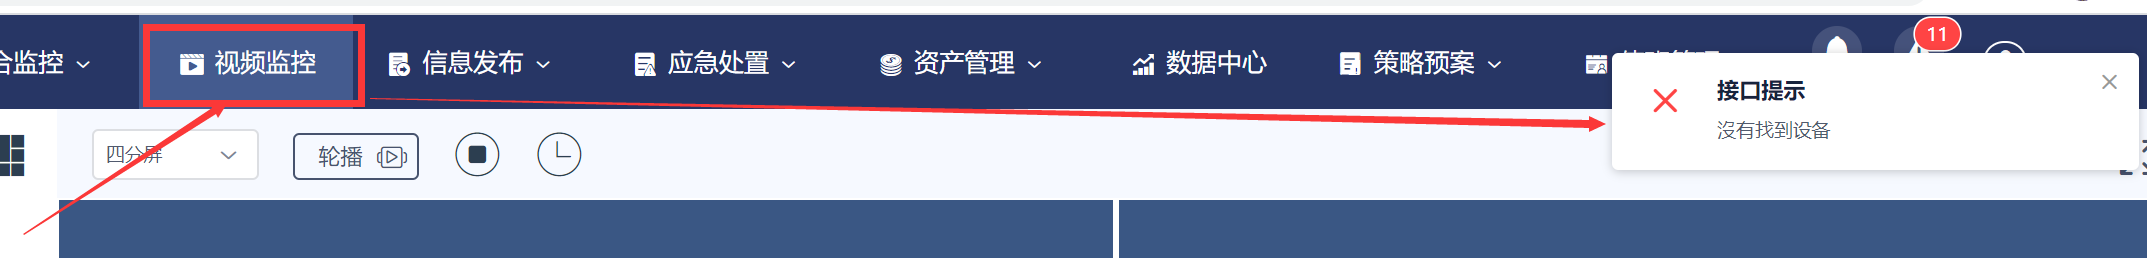 合监控
视频监控
信息发布
应急处置
资产管理
数据中心
策略预案
11
接口提示
沒有找到设备
四分屏
轮播